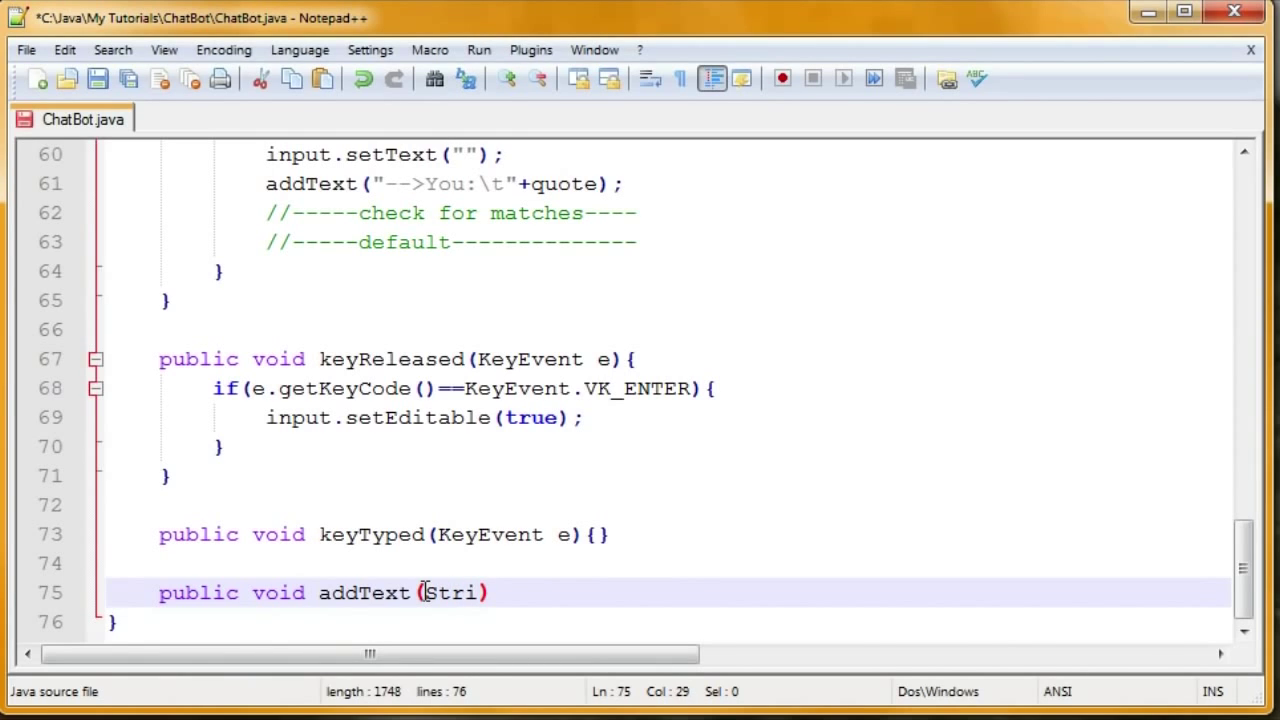 *C:\Java\My Tutorials\ChatBot\ChatBot.java - Notepad++
File Edit Search View Encoding Language Settings Macro Run Plugins Window ? X
ChatBot.java
60 input.setText("");
61 addText("-->You:\t"+quote);
62 //-----check for matches----
63 //-----default--------------
64 }
65 }
66
67 public void keyReleased(KeyEvent e){
68 if(e.getKeyCode()==KeyEvent.VK_ENTER){
69 input.setEditable(true);
70 }
71 }
72
73 public void keyTyped(KeyEvent e){}
74
75 public void addText(Stri)
76 }
Java source file length : 1748 lines : 76 Ln : 75 Col : 29 Sel : 0 Dos\Windows ANSI INS